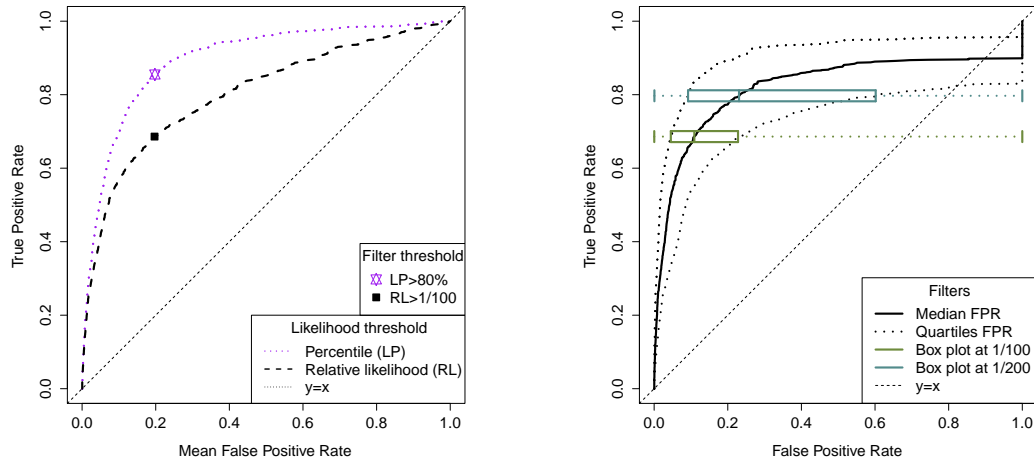 True Positive Rate
1.0
0.8
0.6
0.4
0.2
0.0
Filter threshold
LP>80%
RL>1/100
Likelihood threshold
Percentile (LP)
Relative likelihood (RL)
y=x
0.0 0.2 0.4 0.6 0.8 1.0
Mean False Positive Rate
True Positive Rate
1.0
0.8
0.6
0.4
0.2
0.0
Filters
Median FPR
Quartiles FPR
Box plot at 1/100
Box plot at 1/200
y=x
0.0 0.2 0.4 0.6 0.8 1.0
False Positive Rate